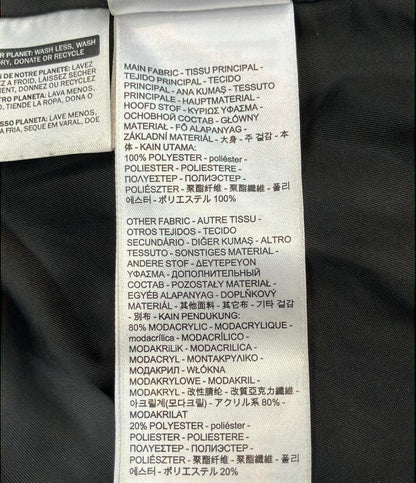 R PLANET: WASH LESS, WASH
RY, DONATE OR RECYCLE
N DE NOTRE PLANETE: LAVEZ
Z A FROID, LAISSEZ SECHER
EMENT, DONNEZ OU RECYCLEZ
RO PLANETA: LAVA MENOS,
O, TIENDE LA ROPA, DONA O
SSO PLANETA: LAVE MENOS,
A FRIA, SEQUE EM VARAL, DOE
MAIN FABRIC - TISSU PRINCIPAL -
TEJIDO PRINCIPAL - TECIDO
PRINCIPAL - ANA KUMAŞ - TESSUTO
PRINCIPALE - HAUPTMATERIAL -
HOOFD STOF - ΚΥΡΙΩΣ ΥΦΑΣΜΑ -
ОСНОВНОЙ СОСТАВ - GŁÓWNY
MATERIAŁ - FŐ ALAPANYAG -
ZÁKLADNÍ MATERIÁL - 大身 - 주 겉감 - 本
体 - KAIN UTAMA:
100% POLYESTER - poliéster -
POLIESTER - POLIESTERE -
ΠΟΛΥΕΣΤΕΡ - ПОЛИЭСТЕР -
POLIÉSZTER - 聚酯纤维 - 聚酯纖維 - 폴리
에스터 - ポリエステル 100%
OTHER FABRIC - AUTRE TISSU -
OTROS TEJIDOS - TECIDO
SECUNDÁRIO - DIĞER KUMAŞ - ALTRO
TESSUTO - SONSTIGES MATERIAL -
ANDERE STOF - ΔΕΥΤΕΡΕΥΟΝ
ΥΦΑΣΜΑ - ДОПОЛНИТЕЛЬНЫЙ
СОСТАВ - POZOSTAŁY MATERIAŁ -
EGYÉB ALAPANYAG - DOPLŇKOVÝ
MATERIÁL - 其他面料 - 기타 겉감
- 別布 - KAIN PENDUKUNG:
80% MODACRYLIC - MODACRYLIQUE -
modacrílica - MODACRÍLICO -
MODAKRİLİK - MODACRILICA -
MODACRYL - ΜΟΝΤΑΚΡΥΛΙΚΟ -
МОДАКРИЛ - WŁÓKNA
MODAKRYLOWE - MODAKRIL -
MODAKRYL - 改性腈纶 - 改質亞克力纖維 -
아크릴계(모다크릴) - アクリル系 80% -
MODAKRILAT
20% POLYESTER - poliéster -
POLIESTER - POLIESTERE -
ΠΟΛΥΕΣΤΕΡ - ПОЛИЭСТЕР -
POLIÉSZTER - 聚酯纤维 - 聚酯纖維 - 폴리
에스터 - ポリエステル 20%